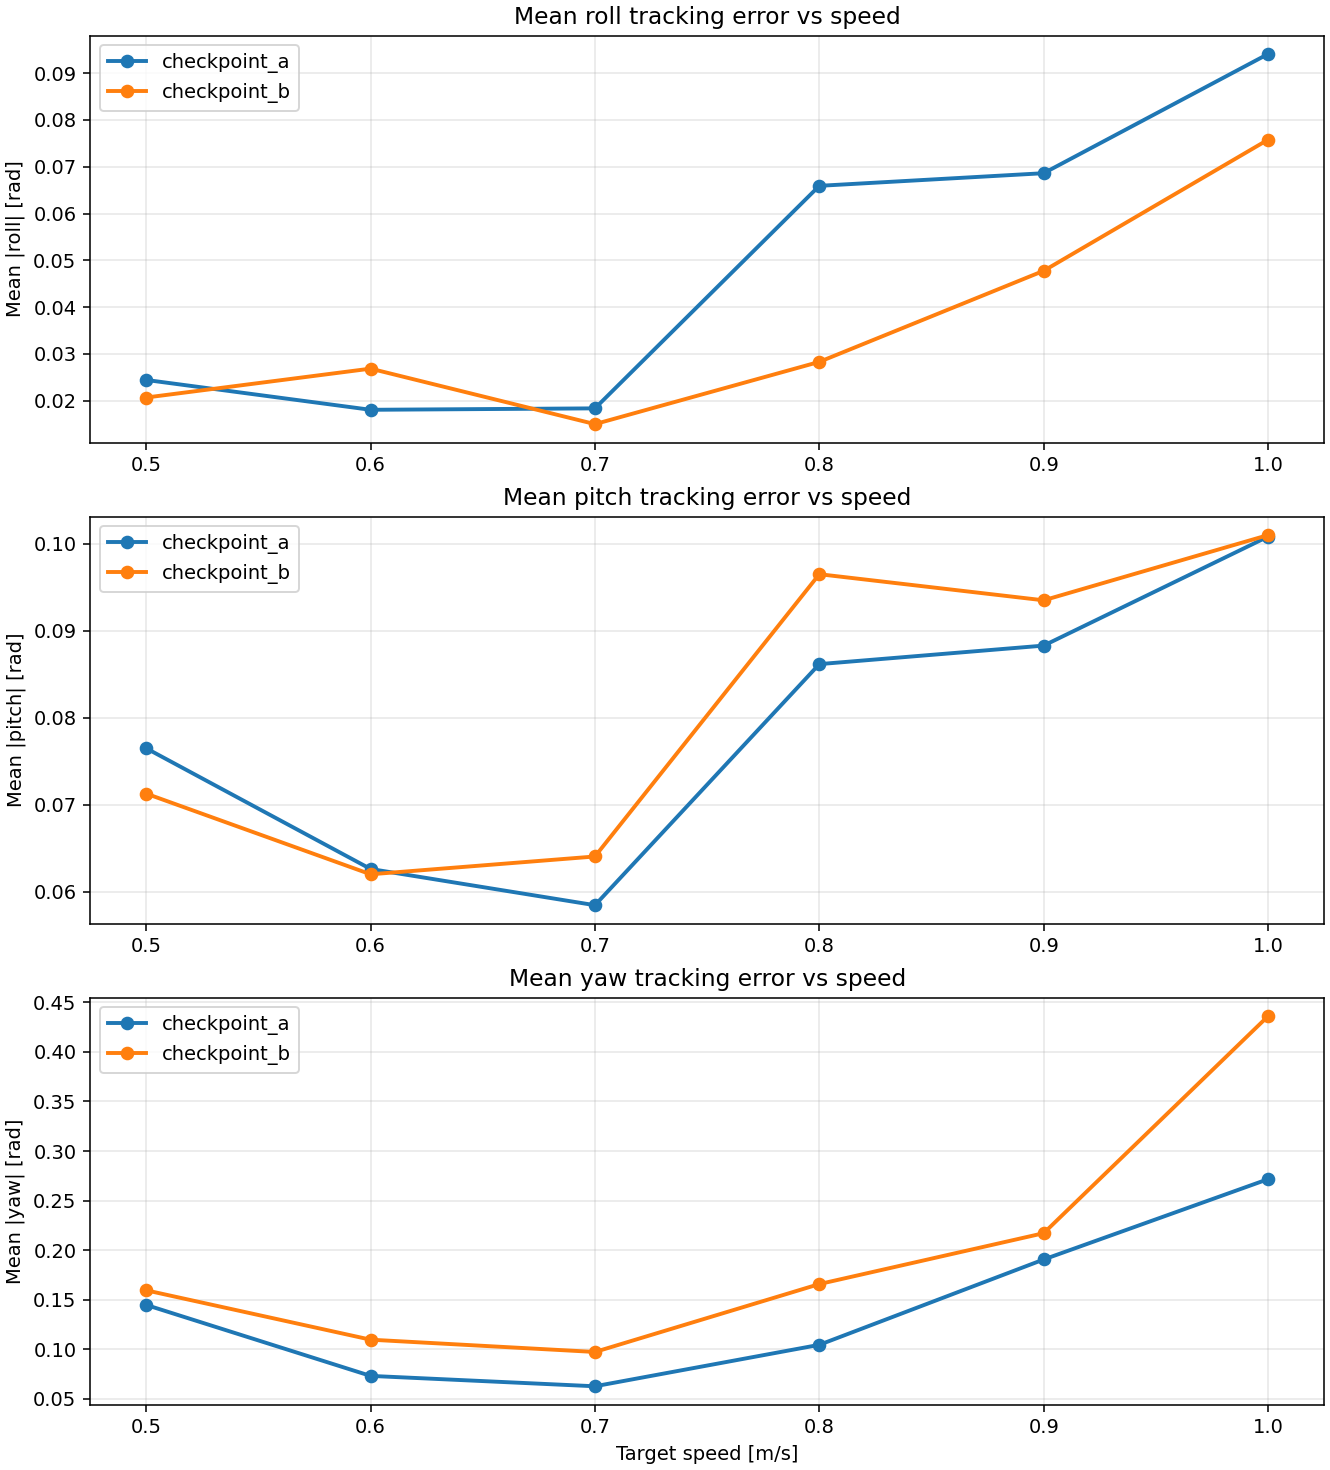 Mean roll tracking error vs speed
checkpoint_a
checkpoint_b
Mean |roll| [rad]
0.09
0.08
0.07
0.06
0.05
0.04
0.03
0.02
0.5 0.6 0.7 0.8 0.9 1.0
Mean pitch tracking error vs speed
checkpoint_a
checkpoint_b
Mean |pitch| [rad]
0.10
0.09
0.08
0.07
0.06
0.5 0.6 0.7 0.8 0.9 1.0
Mean yaw tracking error vs speed
checkpoint_a
checkpoint_b
Mean |yaw| [rad]
0.45
0.40
0.35
0.30
0.25
0.20
0.15
0.10
0.05
0.5 0.6 0.7 0.8 0.9 1.0
Target speed [m/s]